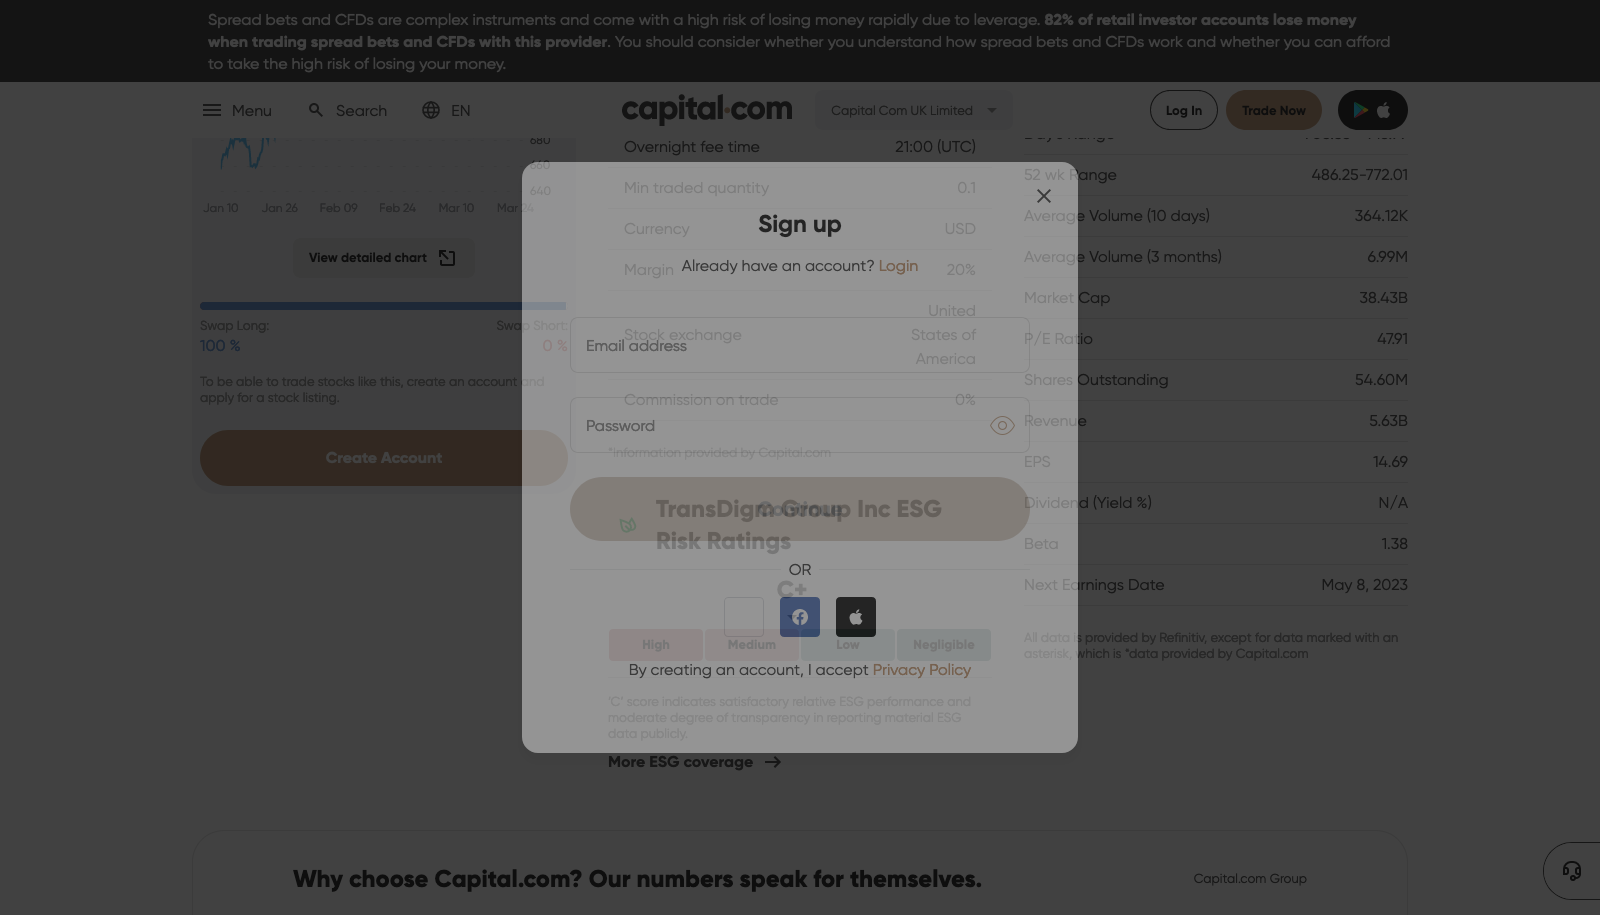 Spread bets and CFDs are complex instruments and come with a high risk of losing money rapidly due to leverage. 82% of retail investor accounts lose money
when trading spread bets and CFDs with this provider. You should consider whether you understand how spread bets and CFDs work and whether you can afford
to take the high risk of losing your money.
Menu
Search
EN
capital.com
Capital Com UK Limited
Log In
Trade Now
680
660
640
Jan 10
Jan 26
Feb 09
Feb 24
Mar 10
Mar 24
View detailed chart
Swap Long:
Swap Short:
100 %
0 %
To be able to trade stocks like this, create an account and
apply for a stock listing.
Create Account
Overnight fee time 21:00 (UTC)
Min traded quantity 0.1
Currency USD
Margin 20%
Stock exchange United
States of
America
Commission on trade 0%
*Information provided by Capital.com
TransDigm Group Inc ESG
Risk Ratings
C+
High
Medium
Low
Negligible
'C' score indicates satisfactory relative ESG performance and
moderate degree of transparency in reporting material ESG
data publicly.
More ESG coverage
Sign up
Already have an account? Login
Email address
Password
Continue
OR
By creating an account, I accept Privacy Policy
52 wk Range 486.25-772.01
Average Volume (10 days) 364.12K
Average Volume (3 months) 6.99M
Market Cap 38.43B
P/E Ratio 47.91
Shares Outstanding 54.60M
Revenue 5.63B
EPS 14.69
Dividend (Yield %) N/A
Beta 1.38
Next Earnings Date May 8, 2023
All data is provided by Refinitiv, except for data marked with an
asterisk, which is *data provided by Capital.com
Why choose Capital.com? Our numbers speak for themselves.
Capital.com Group